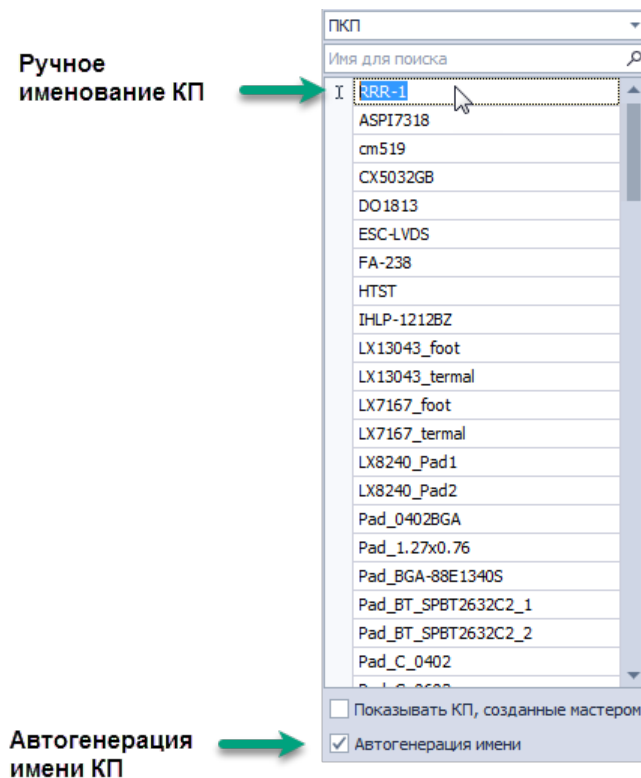 ПКП
Имя для поиска
Ручное
именование КП
RRR-1
ASPI7318
cm519
CX5032GB
DO1813
ESC-LVDS
FA-238
HTST
IHLP-1212BZ
LX13043_foot
LX13043_termal
LX7167_foot
LX7167_termal
LX8240_Pad1
LX8240_Pad2
Pad_0402BGA
Pad_1.27x0.76
Pad_BGA-88E1340S
Pad_BT_SPBT2632C2_1
Pad_BT_SPBT2632C2_2
Pad_C_0402
Показывать КП, созданные мастером
Автогенерация
имени КП
Автогенерация имени